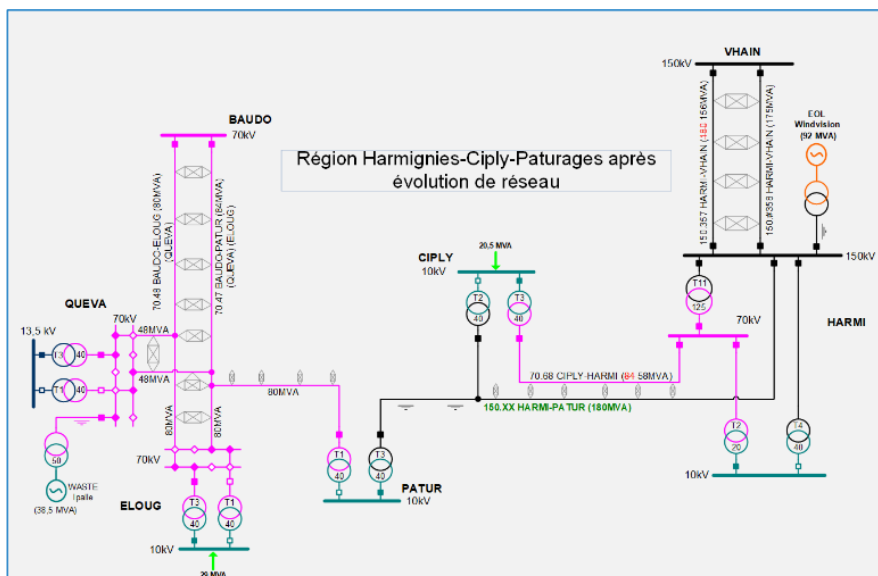 VHAIN
150kV
EOL
Windvision
(92 MVA)
BAUDO
70kV
Région Harmignies-Ciply-Paturages après
évolution de réseau
150.357 HARMI-VHAIN (480 156MVA)
150.#358 HARMI-VHAIN (175MVA)
70.48 BAUDO-ELOUG (80MVA)
(QUEVA)
70.47 BAUDO-PATUR (84MVA)
(QUEVA) (ELOUG)
20.5 MVA
CIPLY
10kV
150kV
T2
40
T3
40
T11
125
HARMI
70kV
QUEVA
70kV
13,5 kV
48MVA
T3
40
T1
40
48MVA
80MVA
70.68 CIPLY-HARMI (84 58MVA)
150.XX HARMI-PATUR (180MVA)
80MVA
80MVA
50
WASTE
Ipalle
(38,5 MVA)
70kV
T1
40
T3
40
T2
20
T4
40
PATUR
10kV
10kV
ELOUG
T3
40
T1
40
10kV
29 MVA